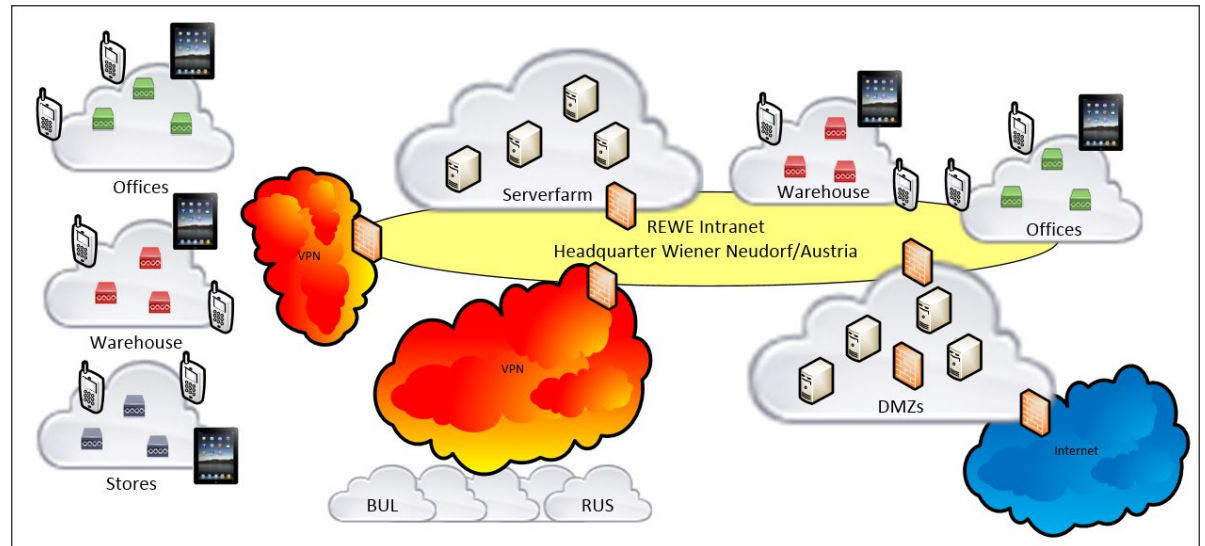 Offices
Warehouse
Stores
VPN
Serverfarm
REWE Intranet
Headquarter Wiener Neudorf/Austria
Warehouse
Offices
VPN
BUL
RUS
DMZs
Internet